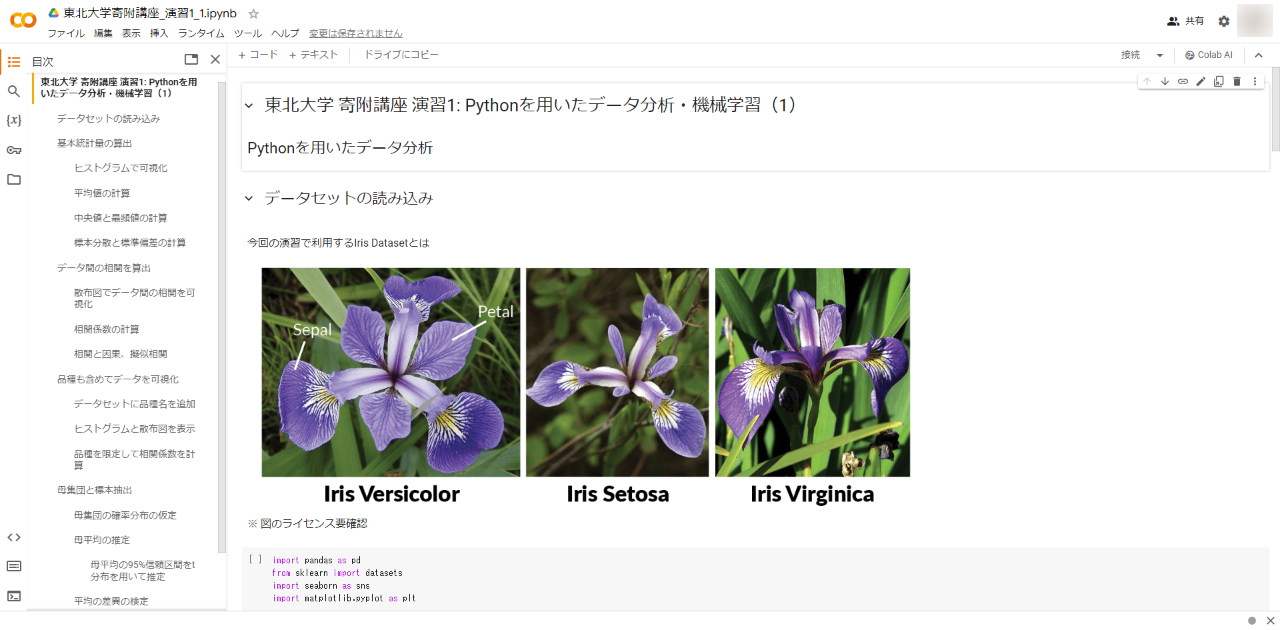 東北大学寄附講座_演習1_1.ipynb
ファイル 編集 表示 挿入 ランタイム ツール ヘルプ 変更は保存されません
共有
+ コード + テキスト ドライブにコピー
接続 Colab AI
目次
東北大学 寄附講座 演習1: Pythonを用
いたデータ分析・機械学習（1）
データセットの読み込み
基本統計量の算出
ヒストグラムで可視化
平均値の計算
中央値と最頻値の計算
標本分散と標準偏差の計算
データ間の相関を算出
散布図でデータ間の相関を可
視化
相関係数の計算
相関と因果、擬似相関
品種も含めてデータを可視化
データセットに品種名を追加
ヒストグラムと散布図を表示
品種を限定して相関係数を計
算
母集団と標本抽出
母集団の確率分布の仮定
母平均の推定
母平均の95%信頼区間をt
分布を用いて推定
平均の差異の検定
東北大学 寄附講座 演習1: Pythonを用いたデータ分析・機械学習（1）
Pythonを用いたデータ分析
データセットの読み込み
今回の演習で利用するIris Datasetとは
Sepal
Petal
Iris Versicolor Iris Setosa Iris Virginica
※ 図のライセンス要確認
[ ] import pandas as pd
from sklearn import datasets
import seaborn as sns
import matplotlib.pyplot as plt